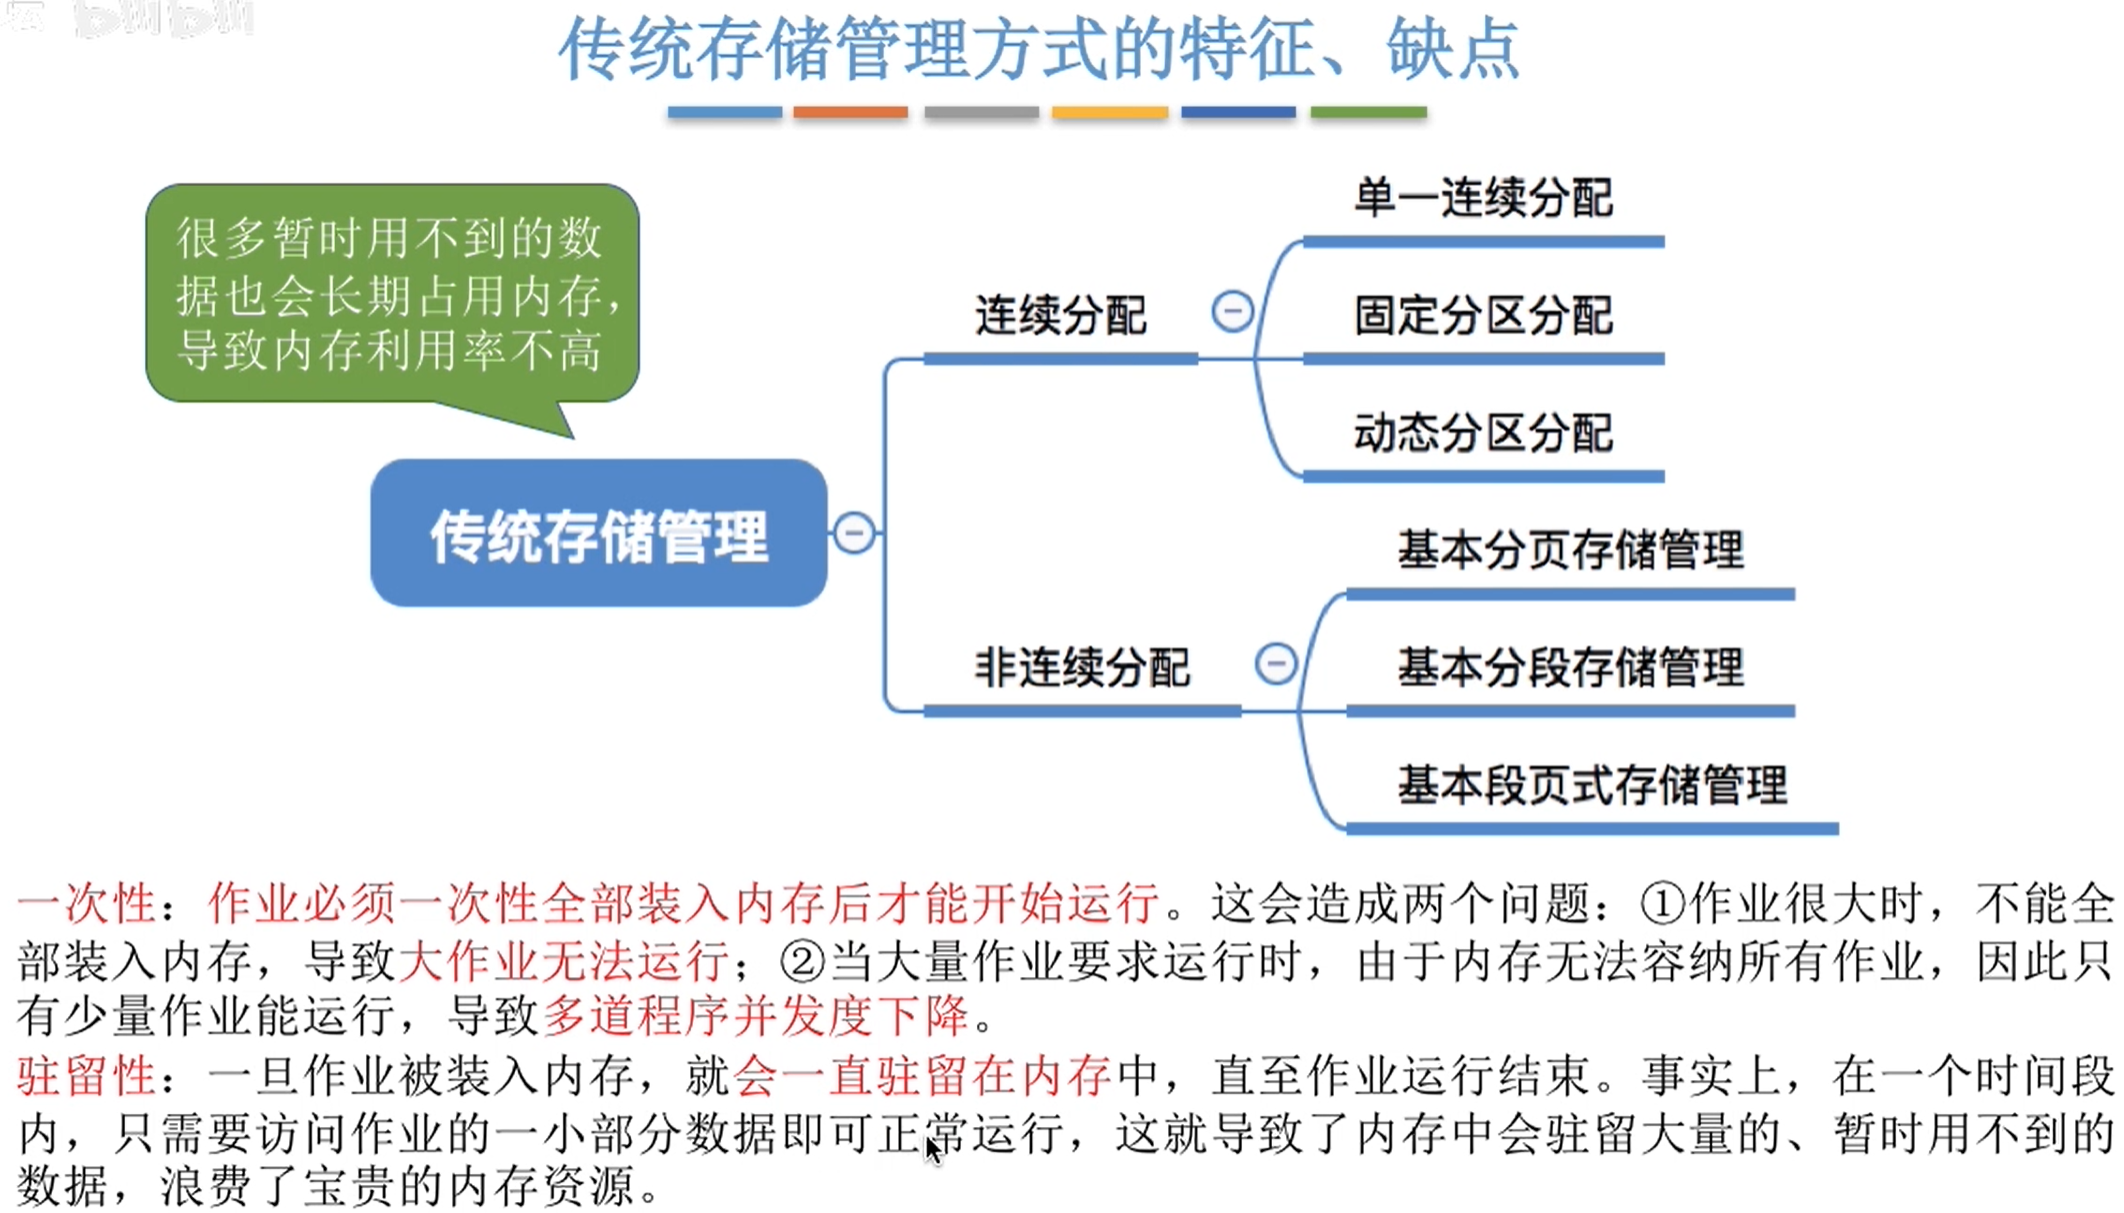 传统存储管理方式的特征、缺点
很多暂时用不到的数
据也会长期占用内存，
导致内存利用率不高
传统存储管理
连续分配
单一连续分配
固定分区分配
动态分区分配
非连续分配
基本分页存储管理
基本分段存储管理
基本段页式存储管理
一次性：作业必须一次性全部装入内存后才能开始运行。这会造成两个问题：①作业很大时，不能全
部装入内存，导致大作业无法运行；②当大量作业要求运行时，由于内存无法容纳所有作业，因此只
有少量作业能运行，导致多道程序并发度下降。
驻留性：一旦作业被装入内存，就会一直驻留在内存中，直至作业运行结束。事实上，在一个时间段
内，只需要访问作业的一小部分数据即可正常运行，这就导致了内存中会驻留大量的、暂时用不到的
数据，浪费了宝贵的内存资源。